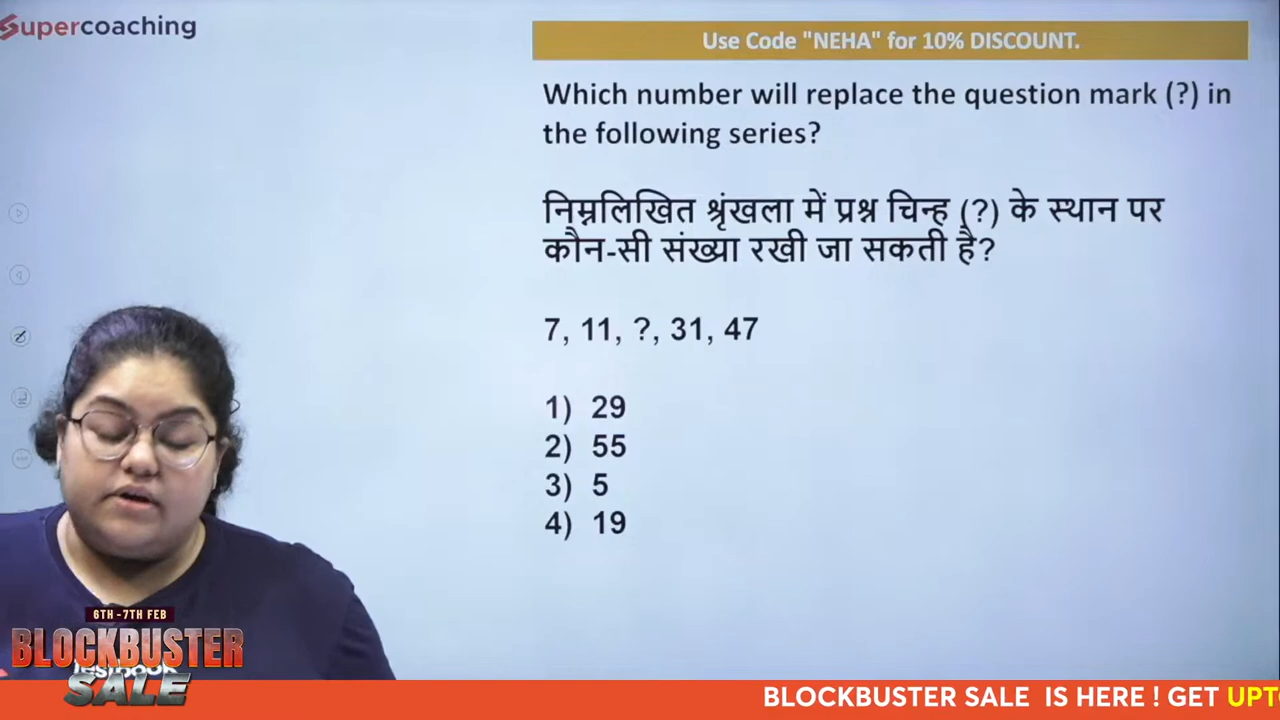 Supercoaching
Use Code "NEHA" for 10% DISCOUNT.
Which number will replace the question mark (?) in
the following series?
निम्नलिखित श्रृंखला में प्रश्न चिन्ह (?) के स्थान पर
कौन-सी संख्या रखी जा सकती है?
7, 11, ?, 31, 47
1) 29
2) 55
3) 5
4) 19
6TH -7TH FEB
BLOCKBUSTER
testbook
SALE
BLOCKBUSTER SALE IS HERE ! GET UPT